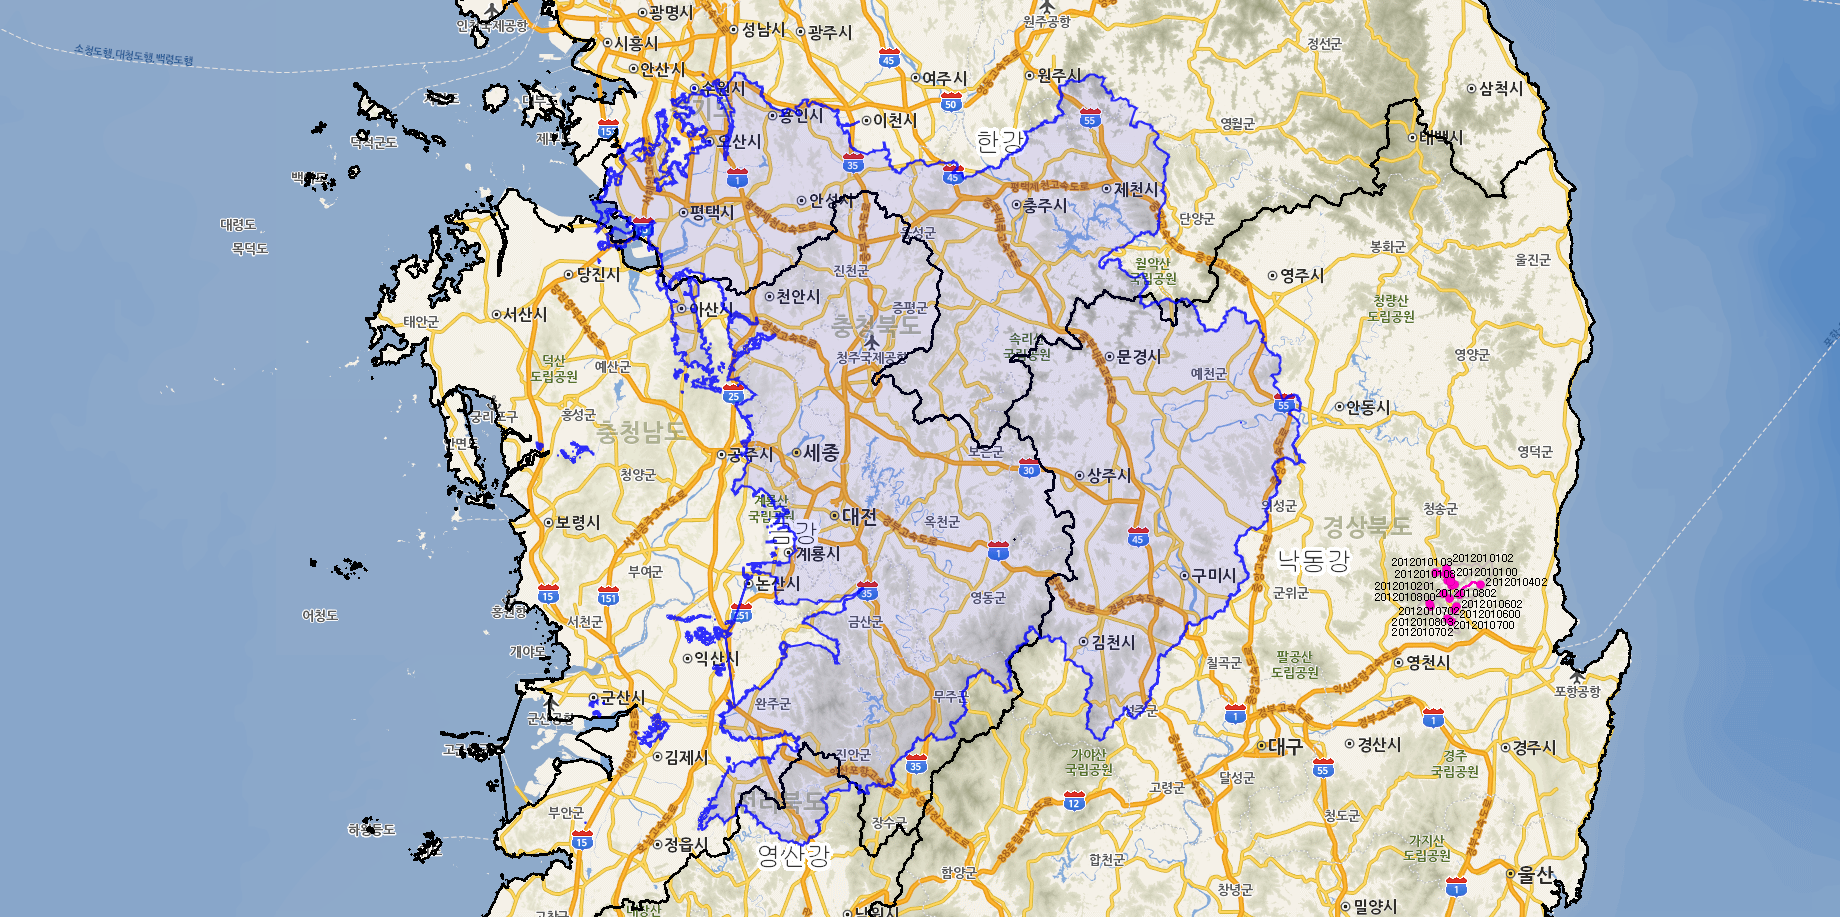 광명시
인천국제공항
성남시
광주시
원주공항
정선군
시흥시
소청도행,대청도행,백령도행
안산시
45
여주시
원주시
삼척시
수원시
50
용인시
이천시
55
영월군
덕적군도
오산시
한강
태백시
35
1
45
평택제천고속도로
제천시
안성시
충주시
평택시
단양군
대령도
목덕도
음성군
봉화군
울진군
당진시
진천군
월악산
국립공원
영주시
천안시
아산시
증평군
청량산
도립공원
서산시
태안군
충청북도
속리산
국립공원
문경시
영양군
덕산
도립공원
예산군
청주국제공항
예천군
25
55
안동시
홍성군
충청남도
공주시
세종
보은군
영덕군
청양군
30
상주시
계룡산
국립공원
의성군
청송군
보령시
대전
옥천군
경상북도
금강
45
계룡시
1
낙동강
2012010103
2012010102
2012010100
부여군
논산시
구미시
2012010402
2012010201
2012010802
15
151
35
영동군
군위군
2012010800
2012010602
어청도
서천군
금산군
2012010702
2012010600
2012010803
2012010700
2012010702
김천시
개야도
익산시
칠곡군
팔공산
도립공원
영천시
포항공항
군산시
완주군
무주군
성주군
군산공항
1
1
김제시
진안군
대구
경산시
경주시
가야산
국립공원
경주
국립공원
35
55
달성군
고령군
전라북도
12
부안군
장수군
청도군
하왕등도
15
정읍시
영산강
합천군
가지산
도립공원
함양군
울산
창녕군
1
고창군
내장산
남원시
밀양시